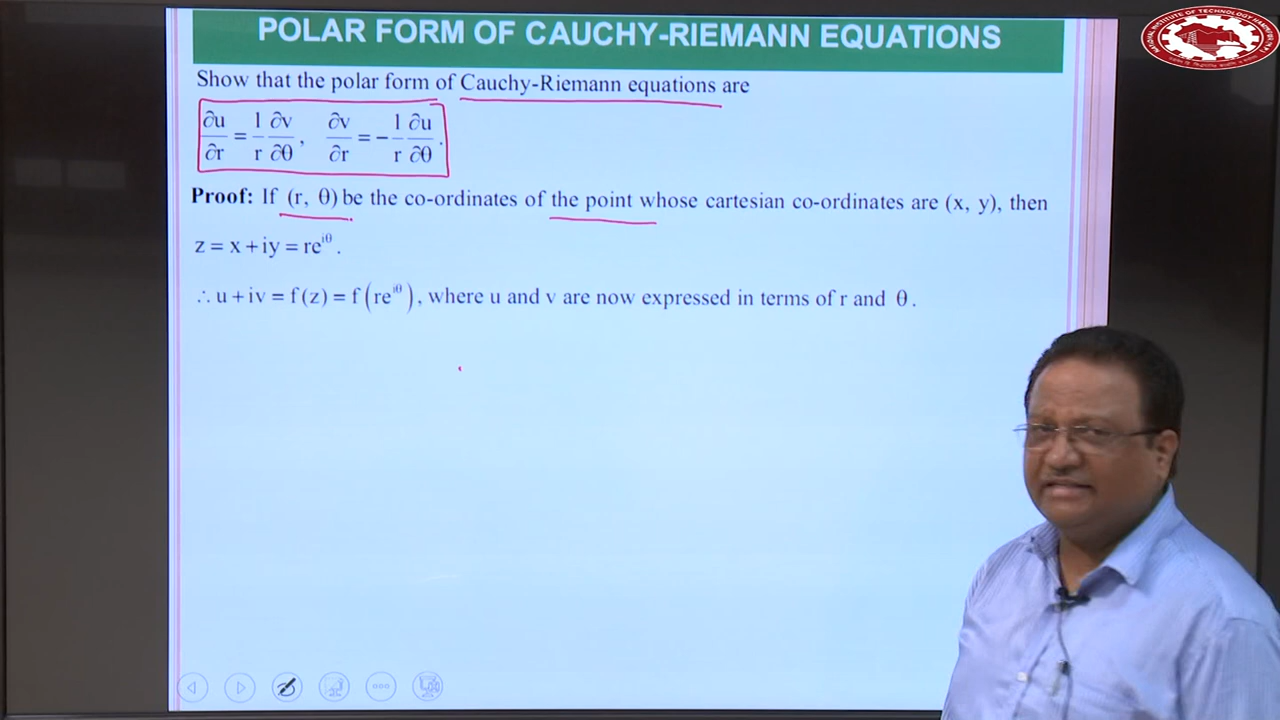 POLAR FORM OF CAUCHY-RIEMANN EQUATIONS
Show that the polar form of Cauchy-Riemann equations are
∂u/∂r = 1/r ∂v/∂θ, ∂v/∂r = − 1/r ∂u/∂θ.
Proof: If (r, θ) be the co-ordinates of the point whose cartesian co-ordinates are (x, y), then
z = x + iy = re^{iθ}.
∴ u + iv = f(z) = f(re^{iθ}), where u and v are now expressed in terms of r and θ.